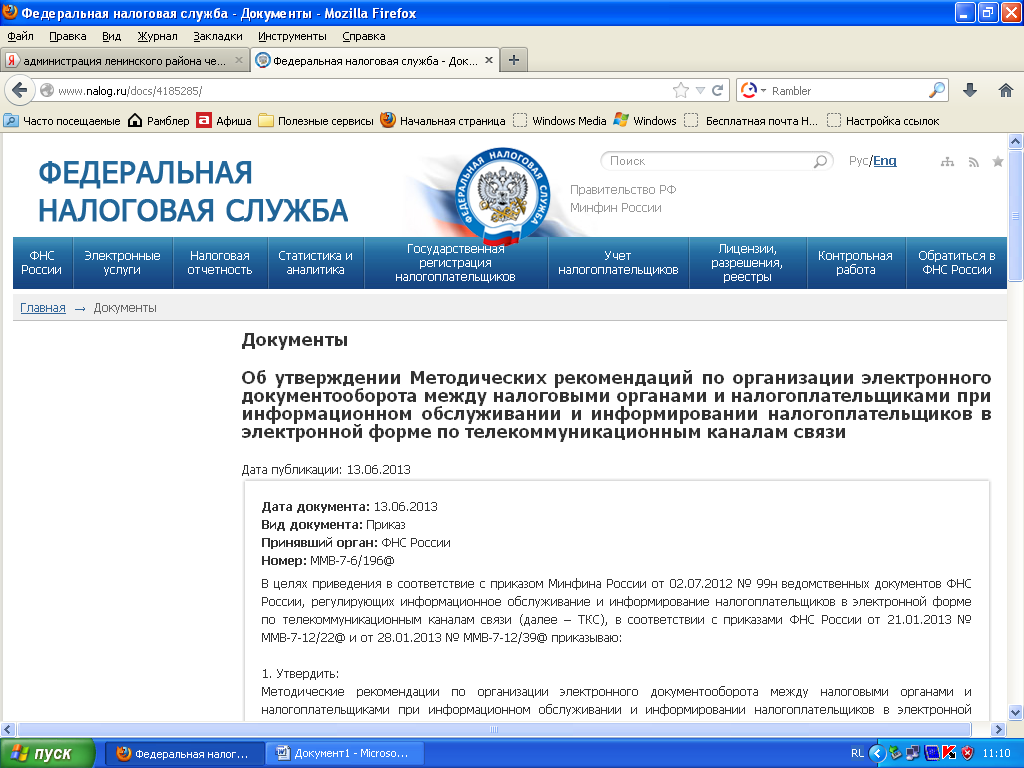 Федеральная налоговая служба - Документы - Mozilla Firefox
Файл Правка Вид Журнал Закладки Инструменты Справка
администрация ленинского района че... Федеральная налоговая служба - Док...
www.nalog.ru/docs/4185285/ Rambler
Часто посещаемые Рамблер Афиша Полезные сервисы Начальная страница Windows Media Windows Бесплатная почта H... Настройка ссылок
ФЕДЕРАЛЬНАЯ
НАЛОГОВАЯ СЛУЖБА
ФЕДЕРАЛЬНАЯ НАЛОГОВАЯ СЛУЖБА
Поиск Рус/Eng
Правительство РФ
Минфин России
ФНС России
Электронные услуги
Налоговая отчетность
Статистика и аналитика
Государственная регистрация налогоплательщиков
Учет налогоплательщиков
Лицензии, разрешения, реестры
Контрольная работа
Обратиться в ФНС России
Главная → Документы
Документы
Об утверждении Методических рекомендаций по организации электронного
документооборота между налоговыми органами и налогоплательщиками при
информационном обслуживании и информировании налогоплательщиков в
электронной форме по телекоммуникационным каналам связи
Дата публикации: 13.06.2013
Дата документа: 13.06.2013
Вид документа: Приказ
Принявший орган: ФНС России
Номер: ММВ-7-6/196@
В целях приведения в соответствие с приказом Минфина России от 02.07.2012 № 99н ведомственных документов ФНС
России, регулирующих информационное обслуживание и информирование налогоплательщиков в электронной форме
по телекоммуникационным каналам связи (далее – ТКС), в соответствии с приказами ФНС России от 21.01.2013 №
ММВ-7-12/22@ и от 28.01.2013 № ММВ-7-12/39@ приказываю:
1. Утвердить:
Методические рекомендации по организации электронного документооборота между налоговыми органами и
налогоплательщиками при информационном обслуживании и информировании налогоплательщиков в электронной
пуск Федеральная налог... Документ1 - Microso... RL 11:10